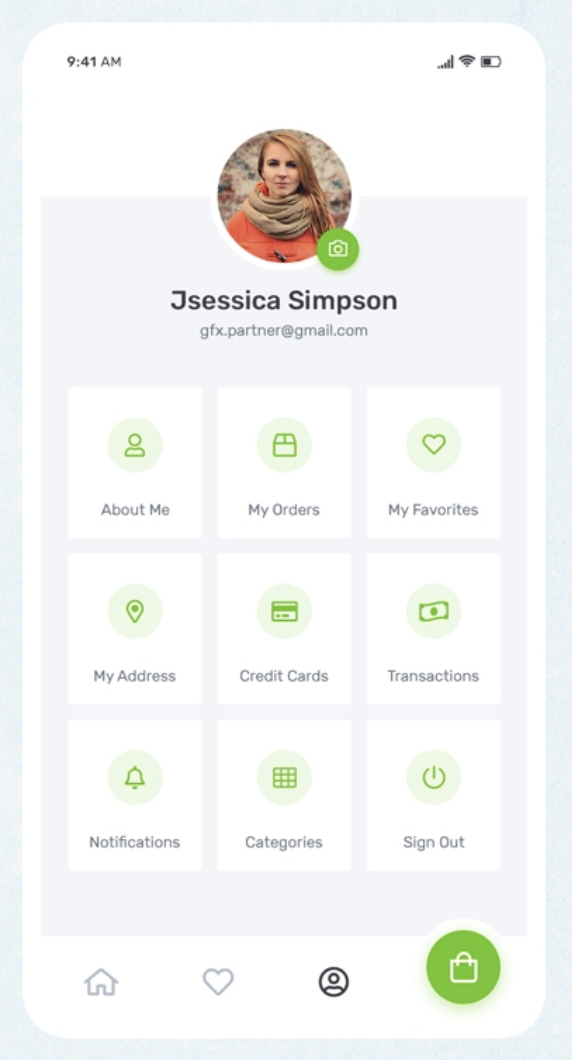 9:41 AM
Jsessica Simpson
gfx.partner@gmail.com
About Me
My Orders
My Favorites
My Address
Credit Cards
Transactions
Notifications
Categories
Sign Out